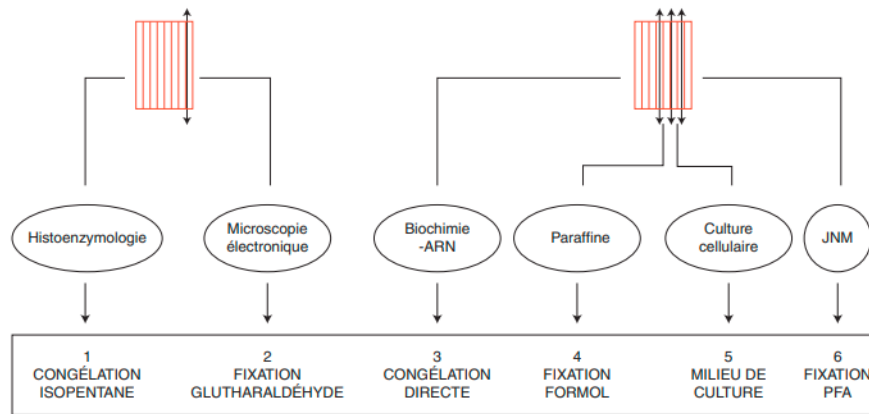 Histoenzymologie
Microscopie
électronique
Biochimie
-ARN
Paraffine
Culture
cellulaire
JNM
1
CONGÉLATION
ISOPENTANE
2
FIXATION
GLUTHARALDÉHYDE
3
CONGÉLATION
DIRECTE
4
FIXATION
FORMOL
5
MILIEU DE
CULTURE
6
FIXATION
PFA